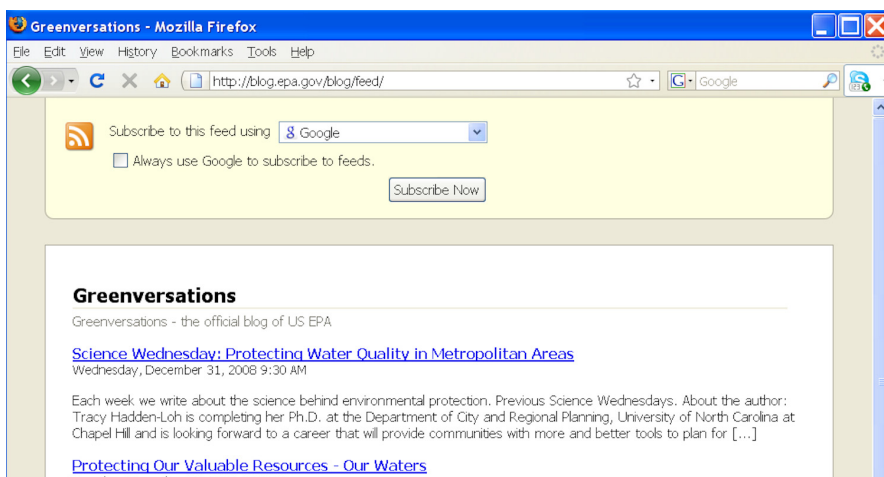 Greenversations - Mozilla Firefox
File Edit View History Bookmarks Tools Help
http://blog.epa.gov/blog/feed/ G Google
Subscribe to this feed using Google
Always use Google to subscribe to feeds.
Subscribe Now
Greenversations
Greenversations - the official blog of US EPA
Science Wednesday: Protecting Water Quality in Metropolitan Areas
Wednesday, December 31, 2008 9:30 AM
Each week we write about the science behind environmental protection. Previous Science Wednesdays. About the author:
Tracy Hadden-Loh is completing her Ph.D. at the Department of City and Regional Planning, University of North Carolina at
Chapel Hill and is looking forward to a career that will provide communities with more and better tools to plan for [...]
Protecting Our Valuable Resources - Our Waters